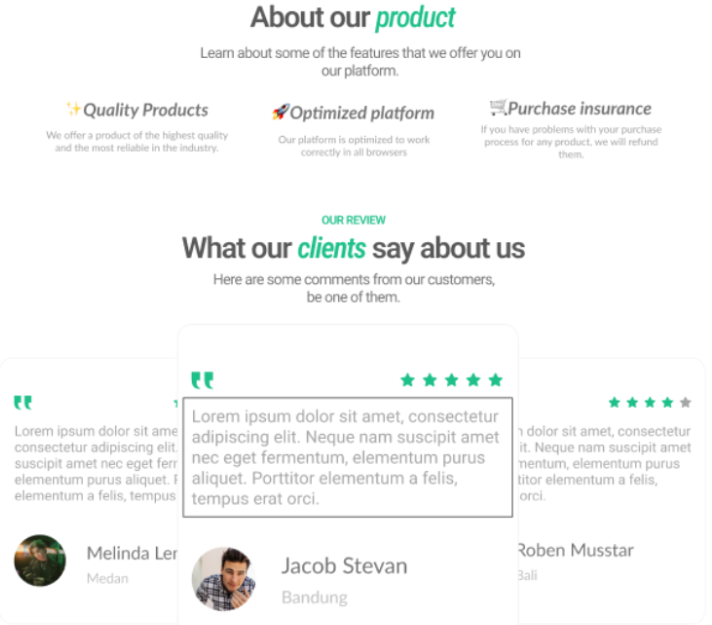 About our product
Learn about some of the features that we offer you on
our platform.
Quality Products
We offer a product of the highest quality
and the most reliable in the industry.
Optimized platform
Our platform is optimized to work
correctly in all browsers
Purchase insurance
If you have problems with your purchase
process for any product, we will refund
them.
OUR REVIEW
What our clients say about us
Here are some comments from our customers,
be one of them.
Lorem ipsum dolor sit ame
consectetur adipiscing elit.
suscipit amet nec eget ferr
elementum purus aliquet.
elementum a felis, tempus
Melinda Ler
Medan
Lorem ipsum dolor sit amet, consectetur
adipiscing elit. Neque nam suscipit amet
nec eget fermentum, elementum purus
aliquet. Porttitor elementum a felis,
tempus erat orci.
Jacob Stevan
Bandung
dolor sit amet, consectetur
it. Neque nam suscipit amet
mentum, elementum purus
titor elementum a felis,
orci.
Roben Musstar
Bali